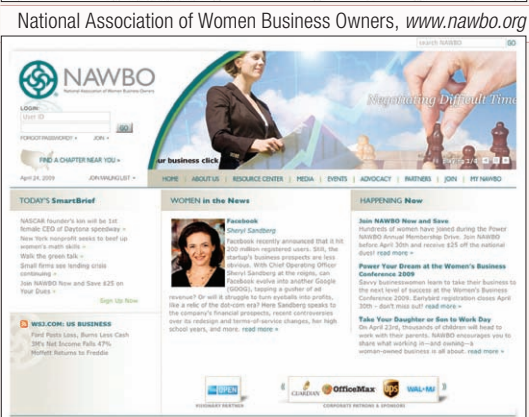 National Association of Women Business Owners, www.nawbo.org
search NAWBO GO
NAWBO
National Association of Women Business Owners
LOGIN:
User ID
GO
FORGOT PASSWORD? JOIN
FIND A CHAPTER NEAR YOU
April 24, 2009 JOIN MAILING LIST
Negotiating Difficult Time
ur business click
HOME | ABOUT US | RESOURCE CENTER | MEDIA | EVENTS | ADVOCACY | PARTNERS | JOIN | MY NAWBO
TODAY'S SmartBrief
NASCAR founder's kin will be 1st
female CEO of Daytona speedway
New York nonprofit seeks to beef up
women's math skills
Walk the green talk
Small firms see lending crisis
continuing
Join NAWBO Now and Save $25 on
Your Dues
Sign Up Now
WSJ.COM: US BUSINESS
Ford Posts Loss, Burns Less Cash
3M's Net Income Falls 47%
Moffett Returns to Freddie
WOMEN in the News
Facebook
Sheryl Sandberg
Facebook recently announced that it hit
200 million registered users. Still, the
startup's business prospects are less
obvious. With Chief Operating Officer
Sheryl Sandberg at the reigns, can
Facebook evolve into another Google
(GOOG), tapping a gusher of ad
revenue? Or will it struggle to turn eyeballs into profits,
like a relic of the dot-com era? Here Sandberg speaks to
the company's financial prospects, recent controversies
over its redesign and terms-of-service changes, her high
school years, and more. read more »
HAPPENING Now
Join NAWBO Now and Save
Hundreds of women have joined during the Power
NAWBO Annual Membership Drive. Join NAWBO
before April 30th and receive $25 off the national
dues! read more »
Power Your Dream at the Women's Business
Conference 2009
Savvy businesswomen learn to take their business to
the next level of success at the Women's Business
Conference 2009. Earlybird registration closes April
30th - don't miss out! read more »
Take Your Daughter or Son to Work Day
On April 23rd, thousands of children will head to
work with their parents. NAWBO encourages you to
share what working in—and owning—a
woman-owned business is all about. read more »
OPEN
VISIONARY PARTNER
GUARDIAN OfficeMax ups WAL*M
CORPORATE PATRONS & SPONSORS